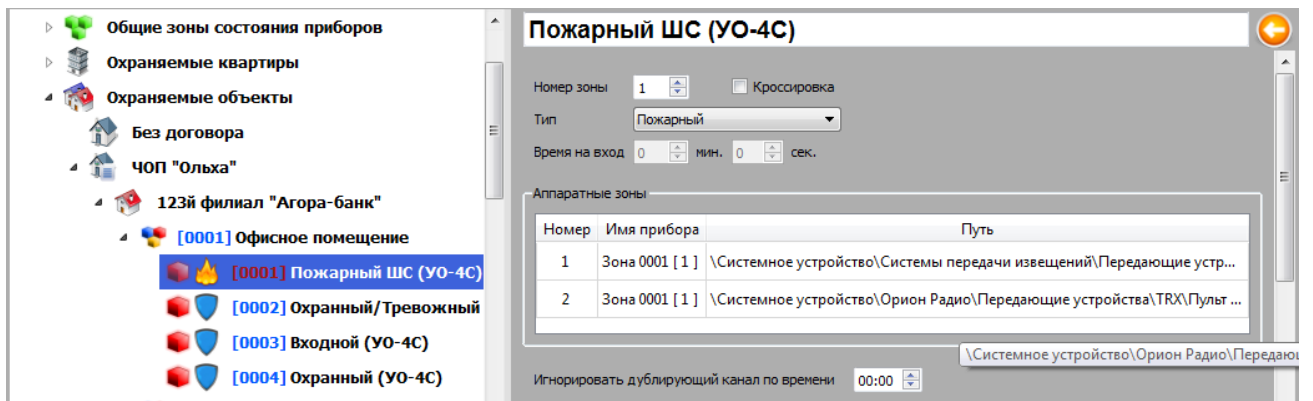 Общие зоны состояния приборов
Охраняемые квартиры
Охраняемые объекты
Без договора
ЧОП "Ольха"
123й филиал "Агора-банк"
[0001] Офисное помещение
[0001] Пожарный ШС (УО-4С)
[0002] Охранный/Тревожный
[0003] Входной (УО-4С)
[0004] Охранный (УО-4С)
Пожарный ШС (УО-4С)
Номер зоны 1 Кроссировка
Тип Пожарный
Время на вход 0 мин. 0 сек.
Аппаратные зоны
Номер Имя прибора Путь
1 Зона 0001 [ 1 ] \Системное устройство\Системы передачи извещений\Передающие устр...
2 Зона 0001 [ 1 ] \Системное устройство\Орион Радио\Передающие устройства\TRX\Пульт ...
\Системное устройство\Орион Радио\Передающ
Игнорировать дублирующий канал по времени 00:00